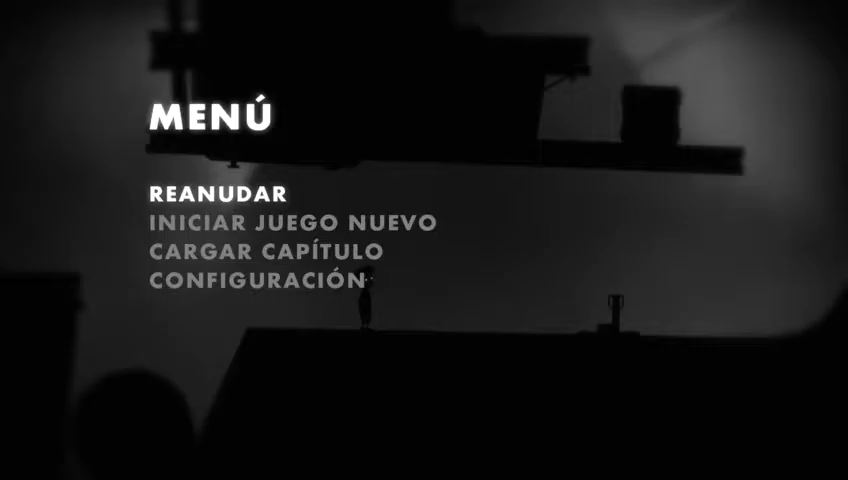 MENÚ
REANUDAR
INICIAR JUEGO NUEVO
CARGAR CAPÍTULO
CONFIGURACIÓN